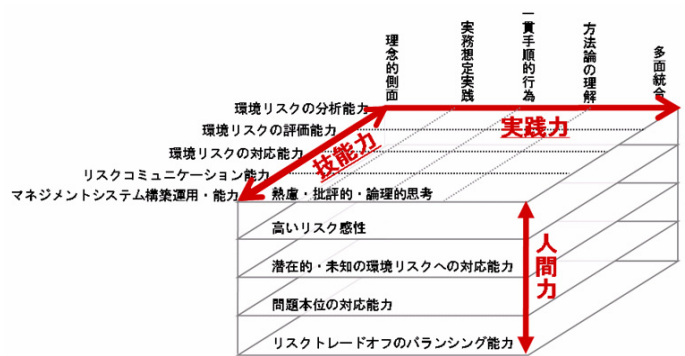 理念的側面
実務想定実践
一貫手順的行為
方法論の理解
多面統合
環境リスクの分析能力
環境リスクの評価能力
環境リスクの対応能力
リスクコミュニケーション能力
マネジメントシステム構築運用・能力
技能力
実践力
熟慮・批評的・論理的思考
高いリスク感性
潜在的・未知の環境リスクへの対応能力
問題本位の対応能力
リスクトレードオフのバランシング能力
人間力